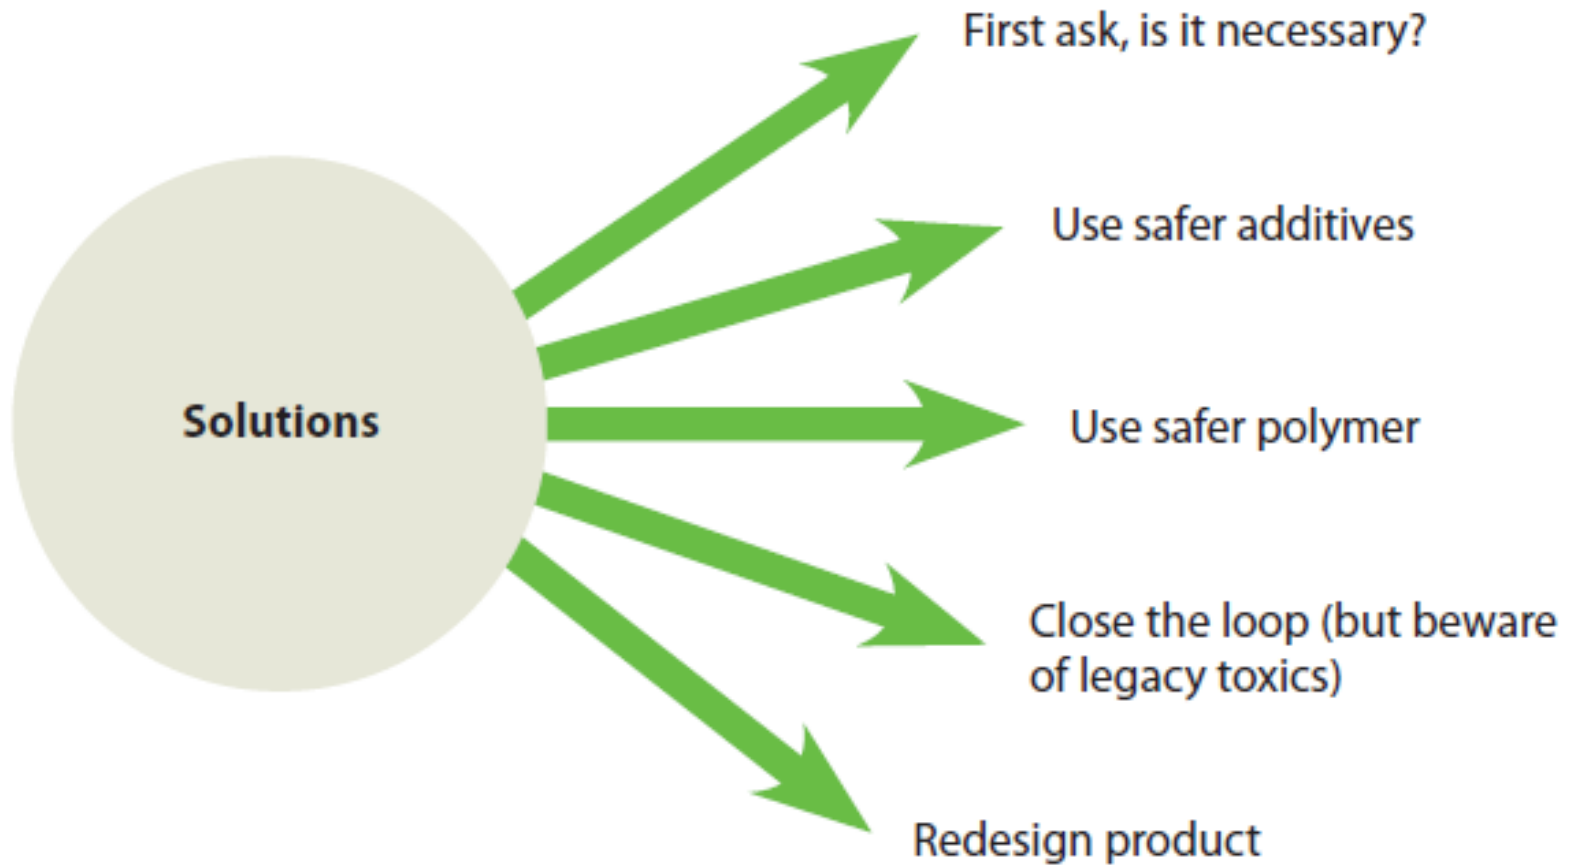 First ask, is it necessary?
Use safer additives
Solutions
Use safer polymer
Close the loop (but beware
of legacy toxics)
Redesign product